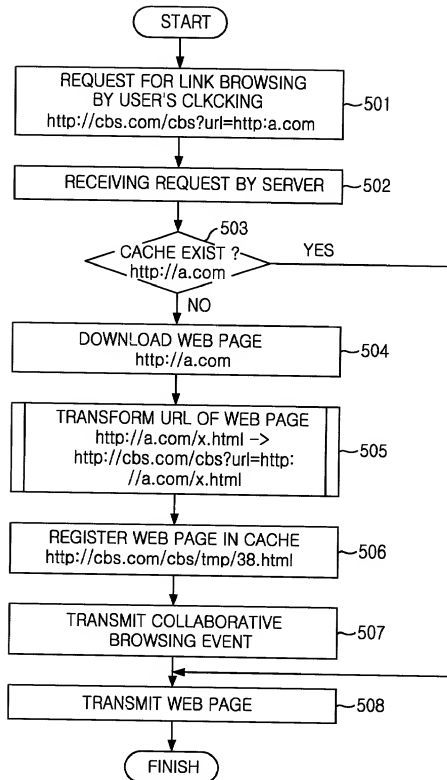 START
REQUEST FOR LINK BROWSING
BY USER'S CLKCKING
http://cbs.com/cbs?url=http:a.com
501
RECEIVING REQUEST BY SERVER
502
503
CACHE EXIST ?
http://a.com
YES
NO
DOWNLOAD WEB PAGE
http://a.com
504
TRANSFORM URL OF WEB PAGE
http://a.com/x.html ->
http://cbs.com/cbs?url=http:
//a.com/x.html
505
REGISTER WEB PAGE IN CACHE
http://cbs.com/cbs/tmp/38.html
506
TRANSMIT COLLABORATIVE
BROWSING EVENT
507
TRANSMIT WEB PAGE
508
FINISH